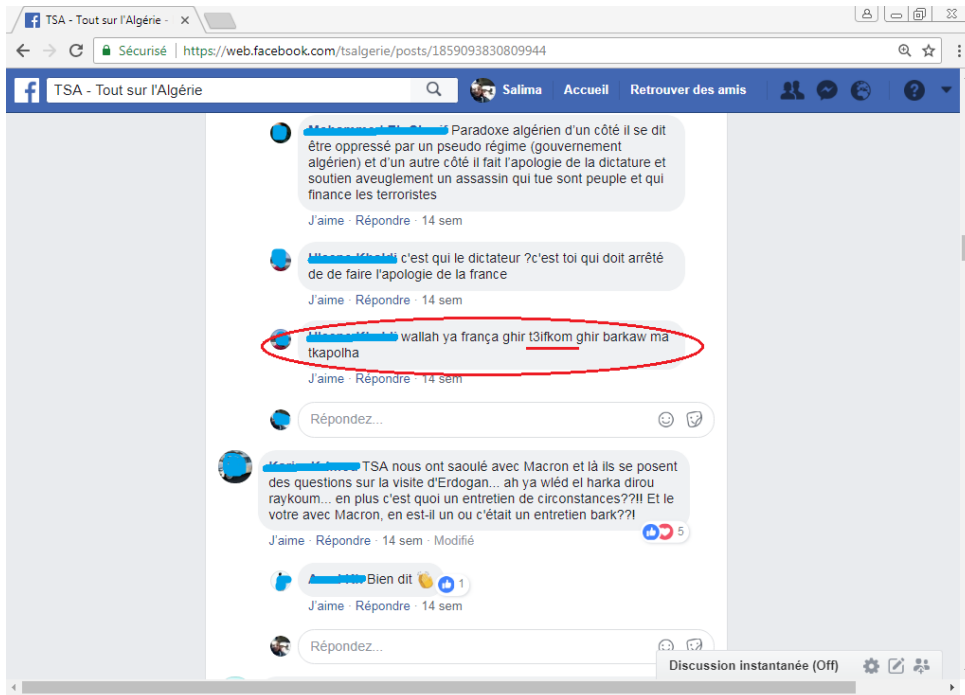 TSA - Tout sur l'Algérie -
Sécurisé | https://web.facebook.com/tsalgerie/posts/1859093830809944
TSA - Tout sur l'Algérie
Salima Accueil Retrouver des amis
Paradoxe algérien d'un côté il se dit
être oppressé par un pseudo régime (gouvernement
algérien) et d'un autre côté il fait l'apologie de la dictature et
soutien aveuglement un assassin qui tue sont peuple et qui
finance les terroristes
J'aime · Répondre · 14 sem
c'est qui le dictateur ?c'est toi qui doit arrêté
de de faire l'apologie de la france
J'aime · Répondre · 14 sem
wallah ya frança ghir t3ifkom ghir barkaw ma
tkapolha
J'aime · Répondre · 14 sem
Répondez...
TSA nous ont saoulé avec Macron et là ils se posent
des questions sur la visite d'Erdogan... ah ya wléd el harka dirou
raykoum... en plus c'est quoi un entretien de circonstances??!! Et le
votre avec Macron, en est-il un ou c'était un entretien bark??!
5
J'aime · Répondre · 14 sem · Modifié
Bien dit
1
J'aime · Répondre · 14 sem
Répondez...
Discussion instantanée (Off)